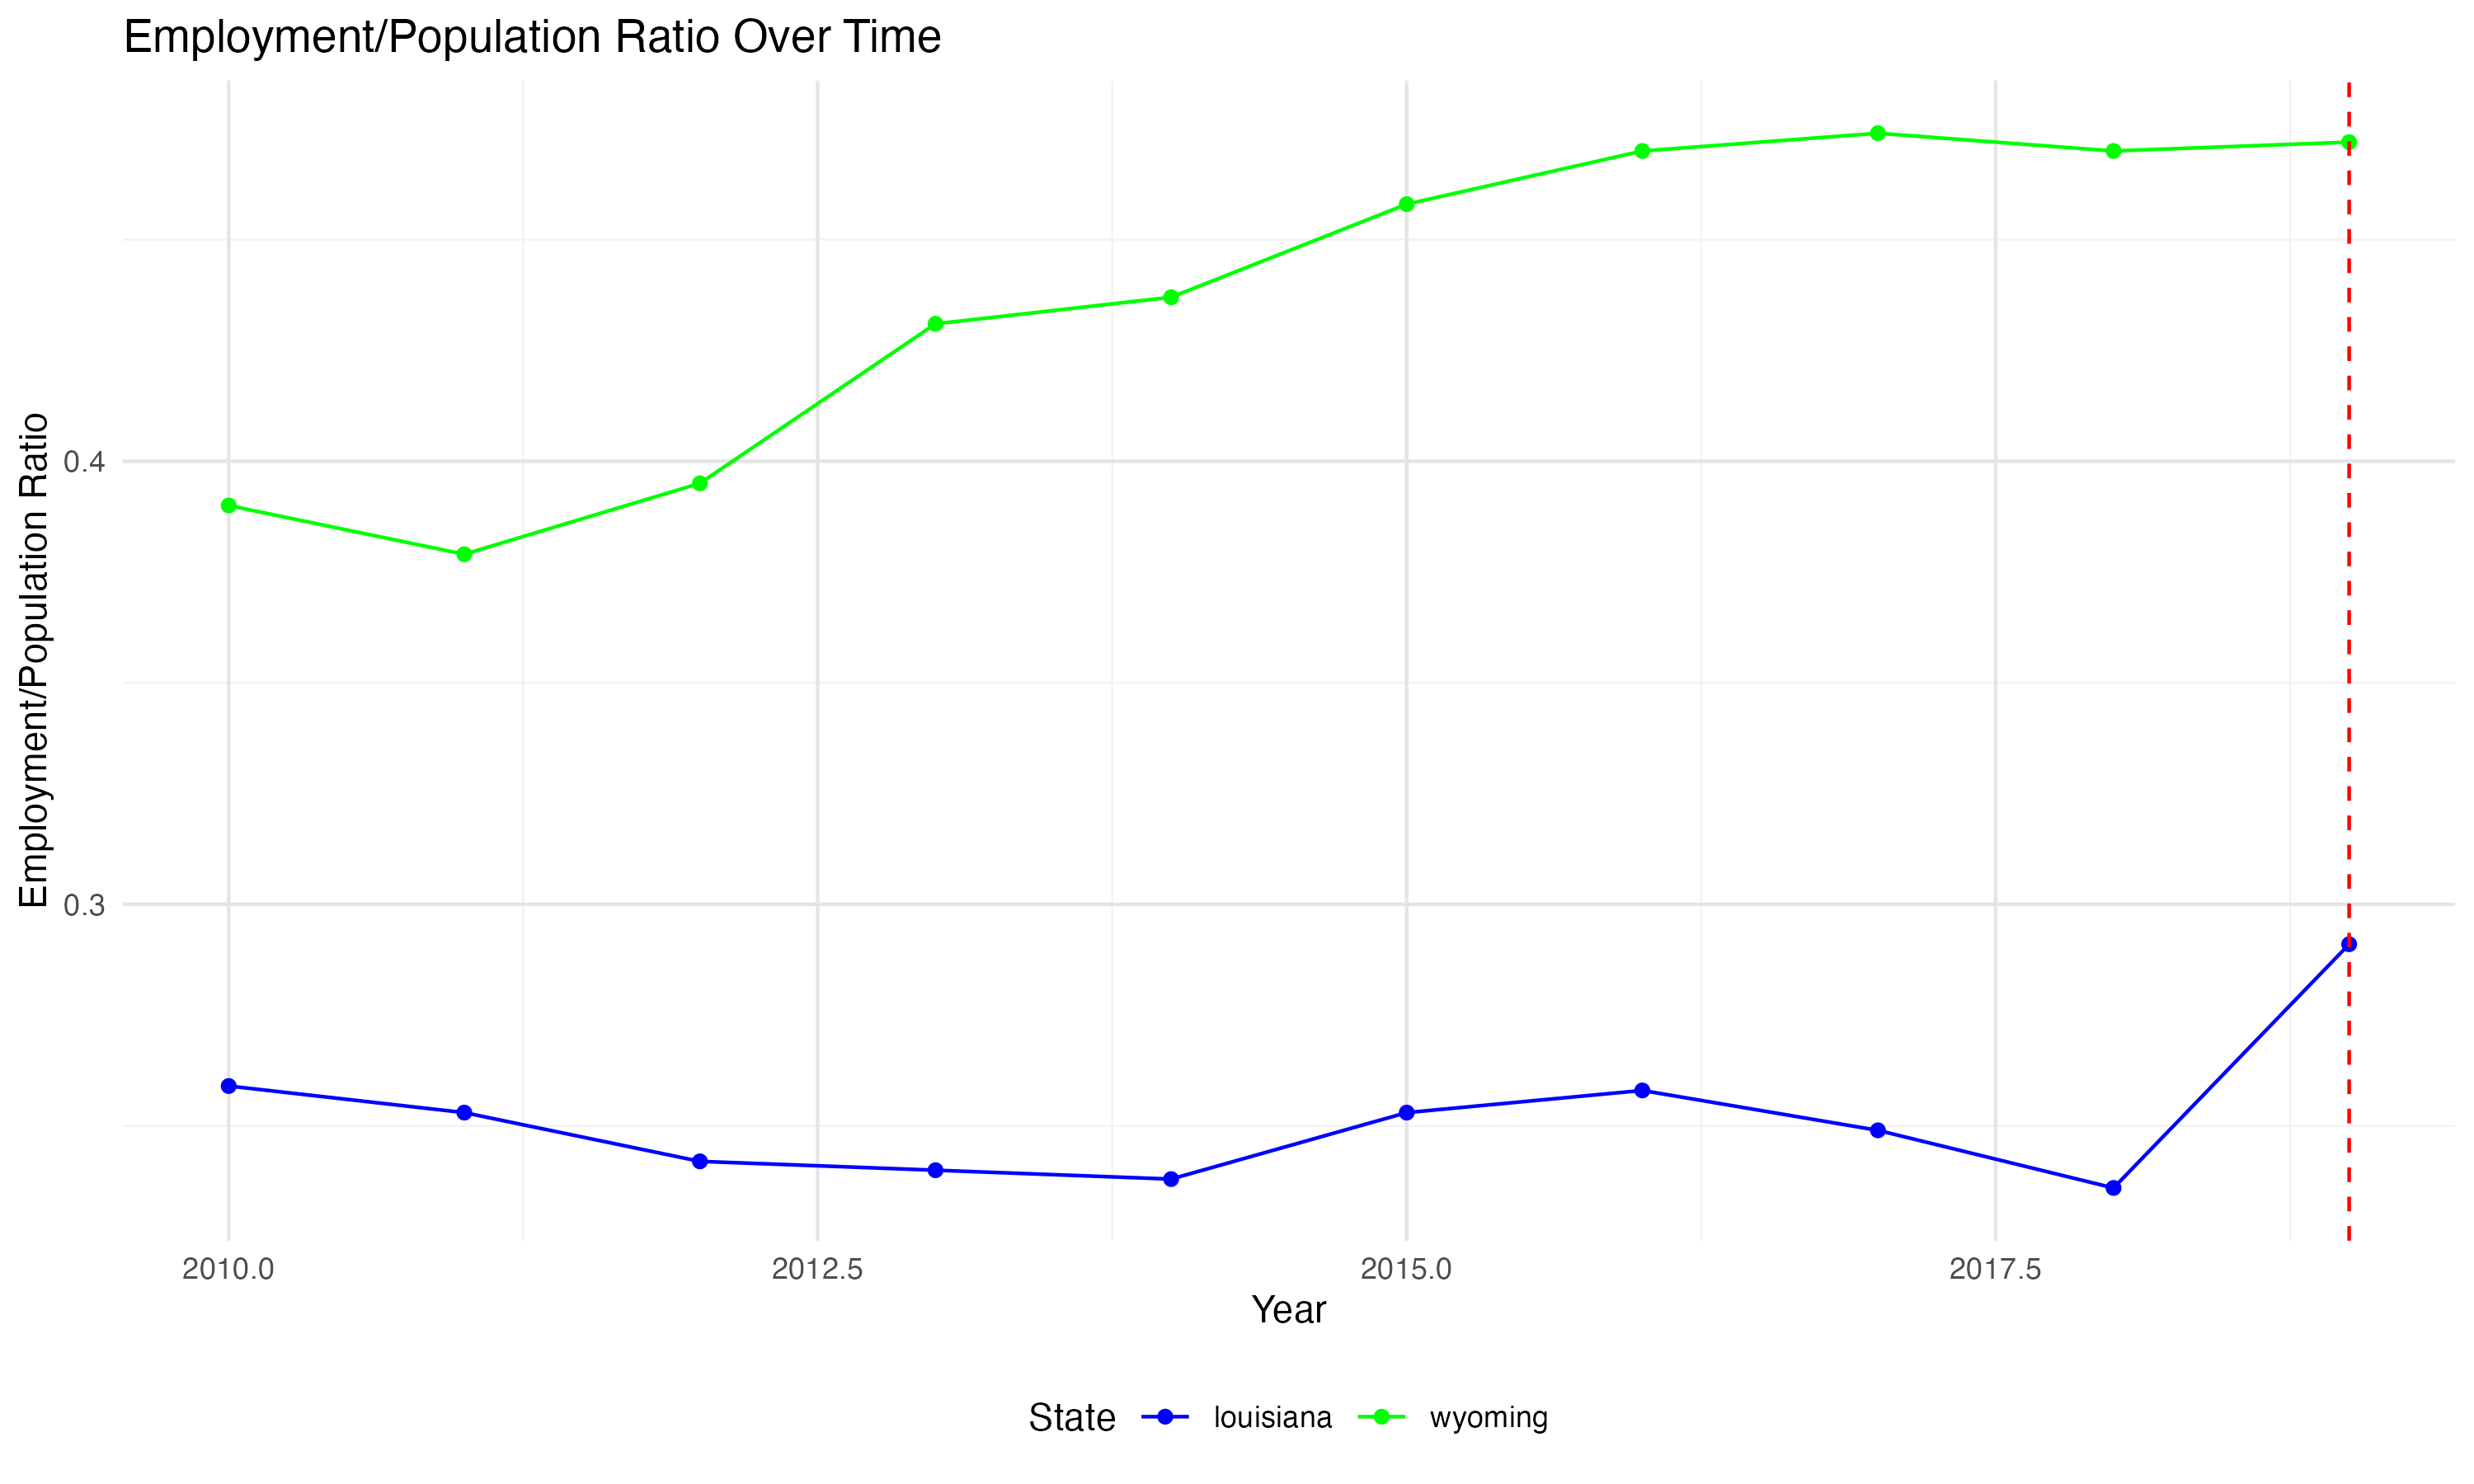 Employment/Population Ratio Over Time
Employment/Population Ratio
0.4
0.3
2010.0 2012.5 2015.0 2017.5
Year
State louisiana wyoming